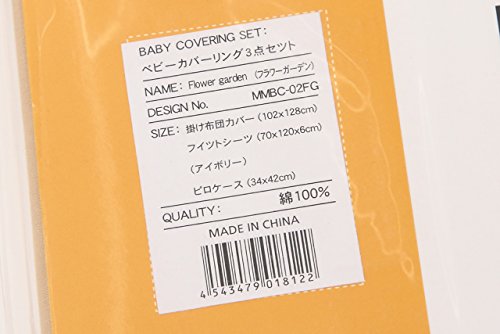 BABY COVERING SET:
ベビーカバーリング3点セット
NAME: Flower garden (フラワーガーデン)
DESIGN No. MMBC-02FG
SIZE: 掛け布団カバー (102x128cm)
フイツトシーツ (70x120x6cm)
(アイボリー)
ピロケース (34x42cm)
QUALITY: 綿100%
MADE IN CHINA
4 543479 018122